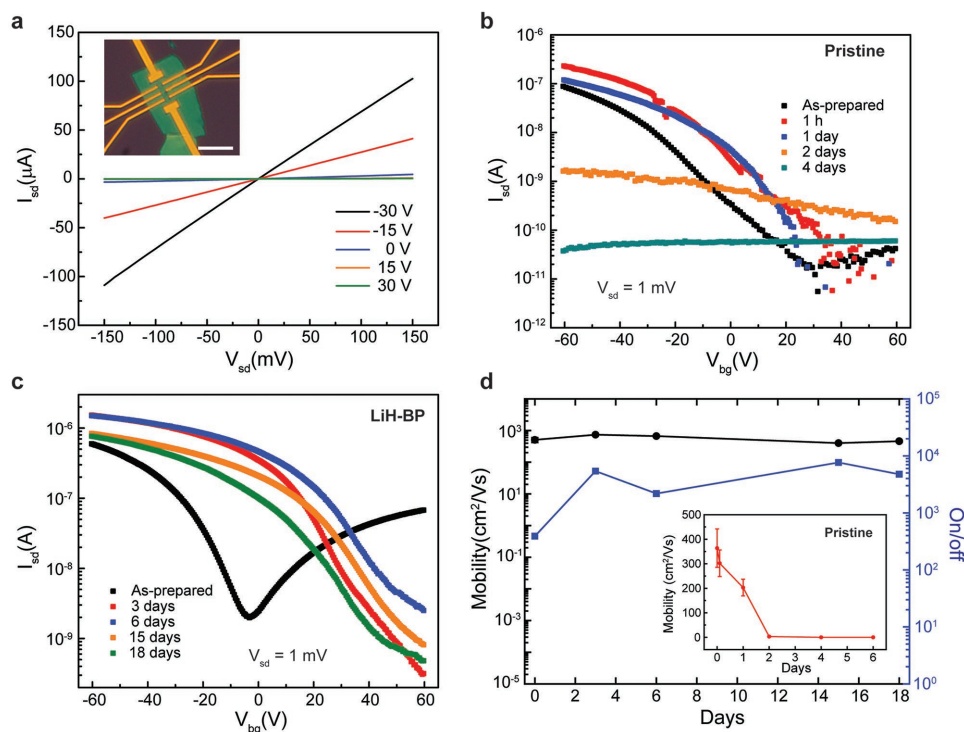 a
I_sd(μA)
150
100
50
0
-50
-100
-150
-150 -100 -50 0 50 100 150
V_sd(mV)
-30 V
-15 V
0 V
15 V
30 V
b
Pristine
I_sd(A)
10^-6
10^-7
10^-8
10^-9
10^-10
10^-11
10^-12
As-prepared
1 h
1 day
2 days
4 days
V_sd = 1 mV
-60 -40 -20 0 20 40 60
V_bg(V)
c
LiH-BP
I_sd(A)
10^-6
10^-7
10^-8
10^-9
As-prepared
3 days
6 days
15 days
18 days
V_sd = 1 mV
-60 -40 -20 0 20 40 60
V_bg(V)
d
Mobility(cm^2/Vs)
10^5
10^3
10^1
10^-1
10^-3
10^-5
On/off
10^5
10^4
10^3
10^2
10^1
10^0
0 2 4 6 8 10 12 14 16 18
Days
Pristine
Mobility (cm^2/Vs)
500
400
300
200
100
0
0 1 2 3 4 5 6
Days